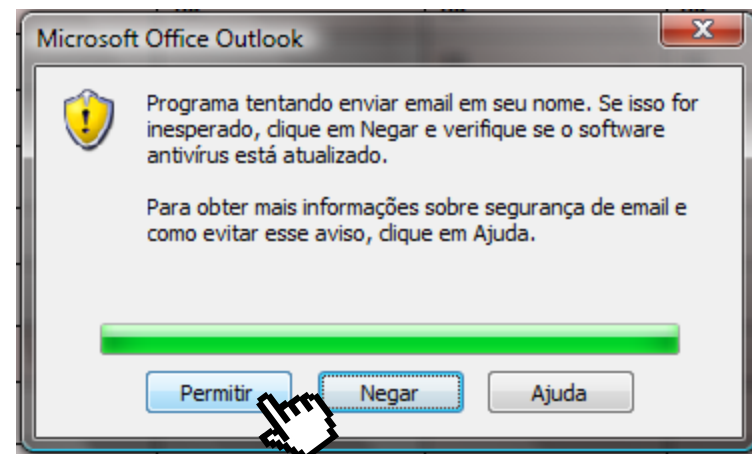 Microsoft Office Outlook
Programa tentando enviar email em seu nome. Se isso for
inesperado, clique em Negar e verifique se o software
antivírus está atualizado.
Para obter mais informações sobre segurança de email e
como evitar esse aviso, clique em Ajuda.
Permitir Negar Ajuda